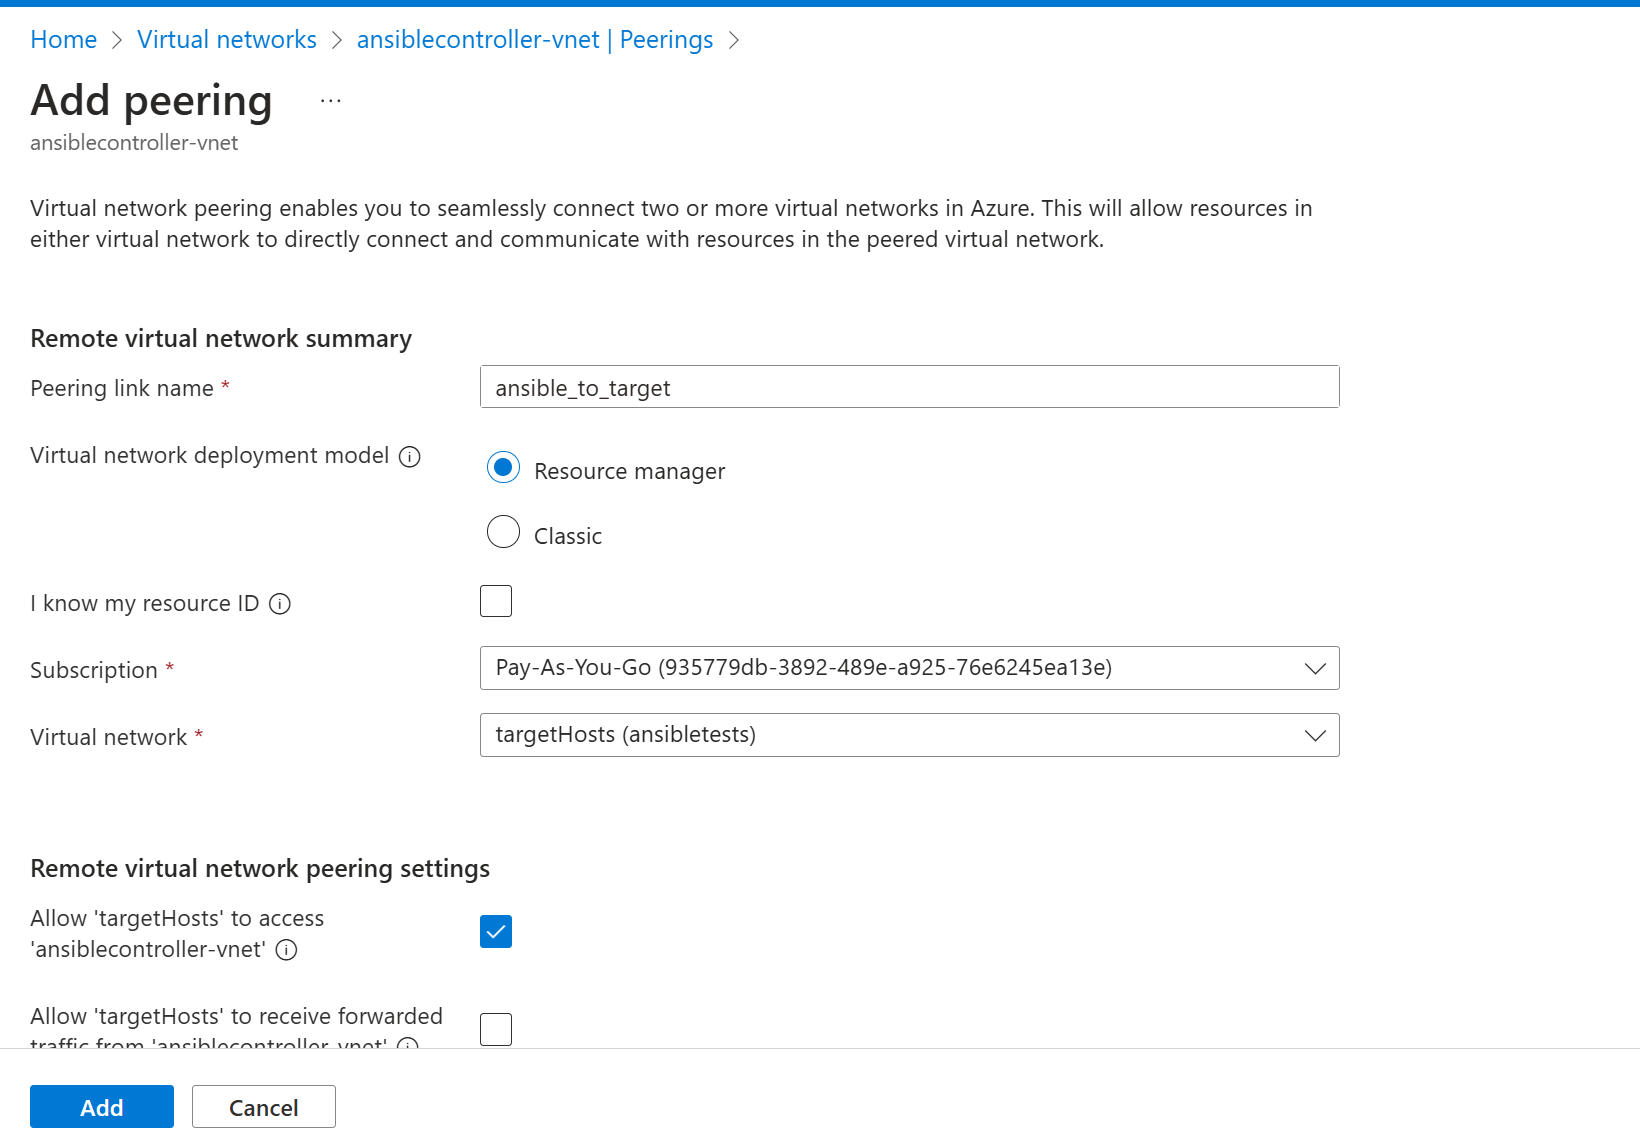 Home > Virtual networks > ansiblecontroller-vnet | Peerings >
Add peering ...
ansiblecontroller-vnet
Virtual network peering enables you to seamlessly connect two or more virtual networks in Azure. This will allow resources in
either virtual network to directly connect and communicate with resources in the peered virtual network.
Remote virtual network summary
Peering link name *
ansible_to_target
Virtual network deployment model
Resource manager
Classic
I know my resource ID
Subscription *
Pay-As-You-Go (935779db-3892-489e-a925-76e6245ea13e)
Virtual network *
targetHosts (ansibletests)
Remote virtual network peering settings
Allow 'targetHosts' to access
'ansiblecontroller-vnet'
Allow 'targetHosts' to receive forwarded
traffic from 'ansiblecontroller-vnet'
Add
Cancel